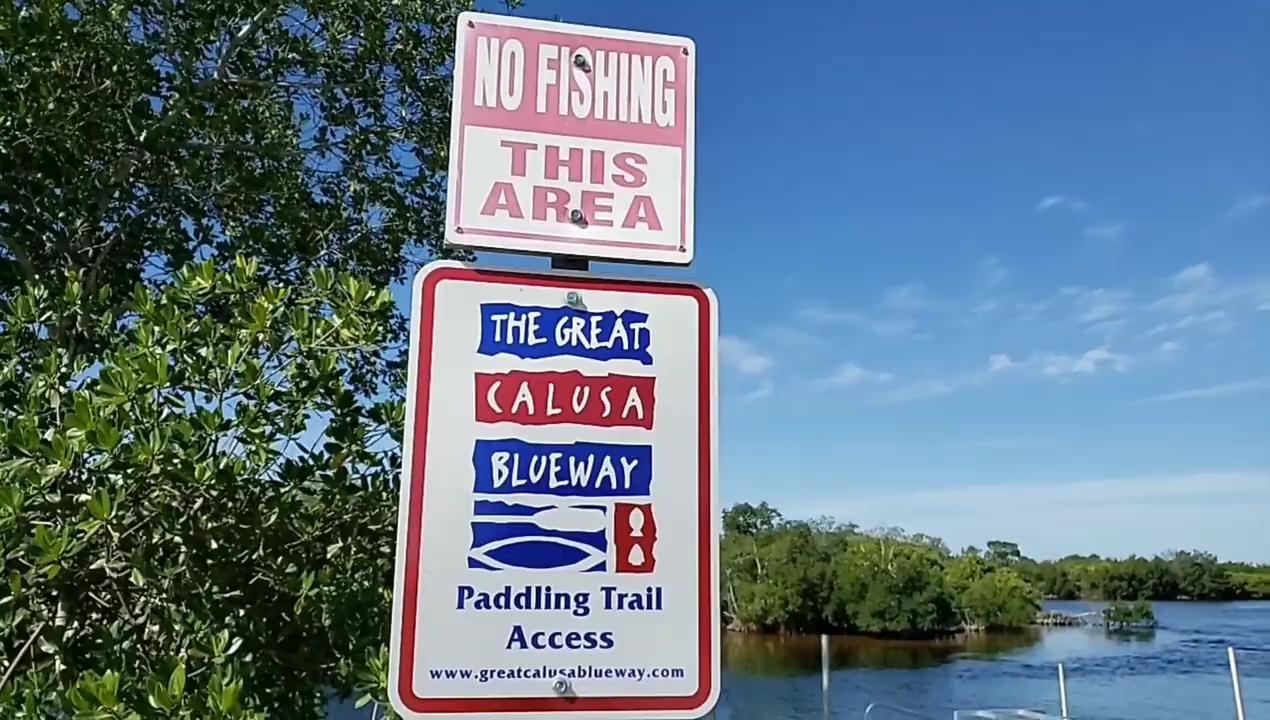 NO FISHING
THIS
AREA
THE GREAT
CALUSA
BLUEWAY
Paddling Trail
Access
www.greatcalusablueway.com